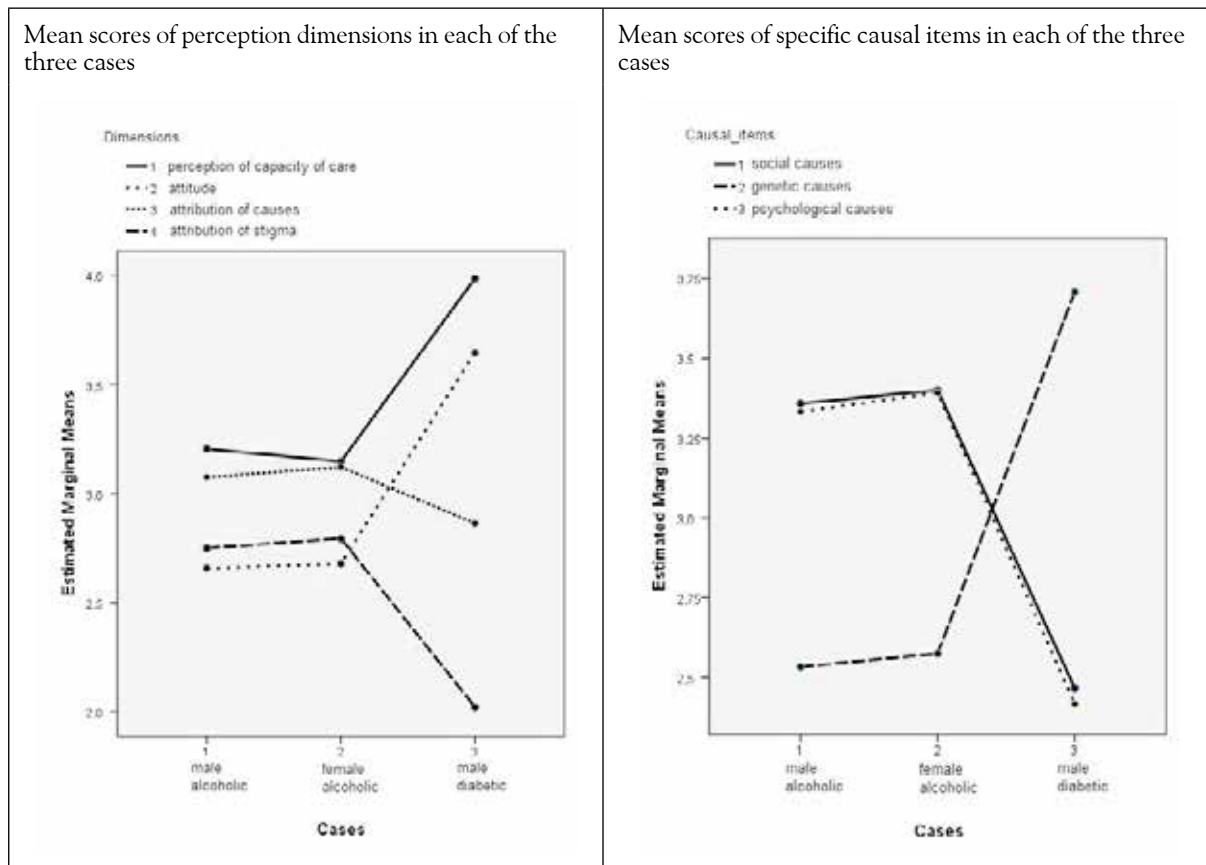 Mean scores of perception dimensions in each of the
three cases
Dimensions
1 perception of capacity of care
2 attitude
3 attribution of causes
4 attribution of stigma
Estimated Marginal Means
4.0
3.5
3.0
2.5
2.0
1
male
alcoholic
2
female
alcoholic
3
male
diabetic
Cases
Mean scores of specific causal items in each of the three
cases
Causal_items
1 social causes
2 genetic causes
3 psychological causes
Estimated Marginal Means
3.75
3.5
3.25
3.0
2.75
2.5
1
male
alcoholic
2
female
alcoholic
3
male
diabetic
Cases